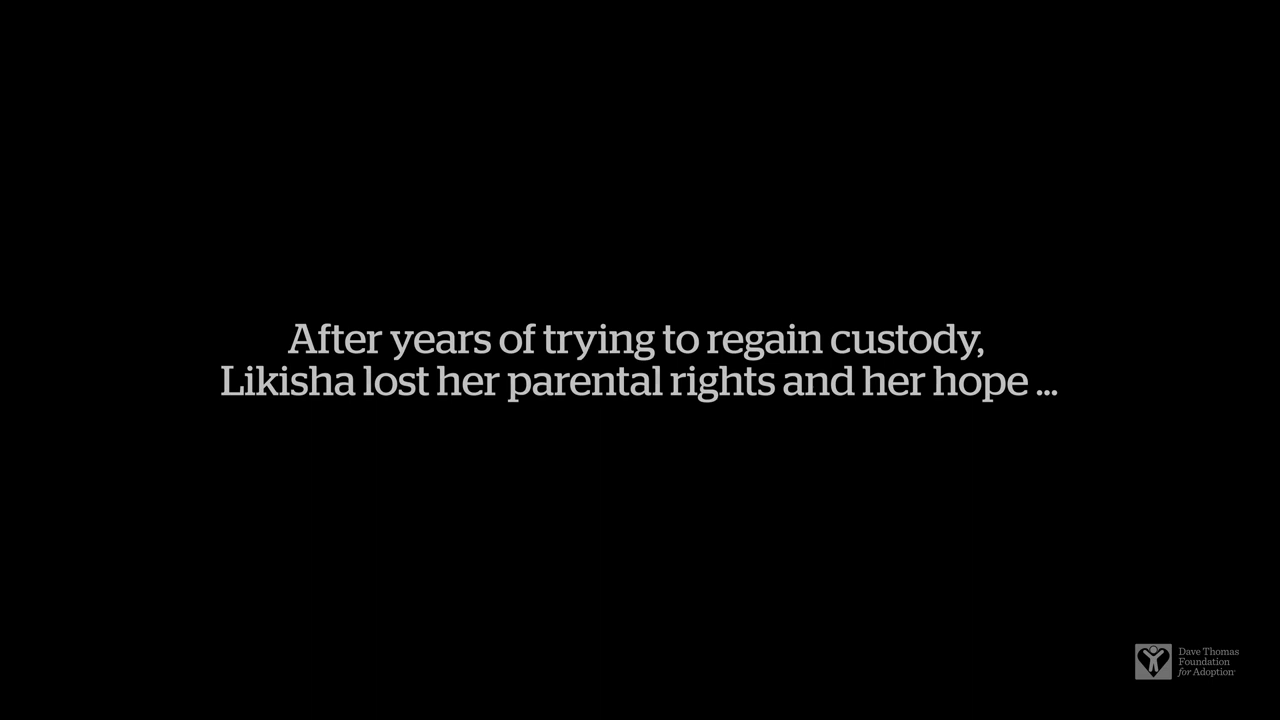 After years of trying to regain custody,
Likisha lost her parental rights and her hope ...
Dave Thomas
Foundation
for Adoption